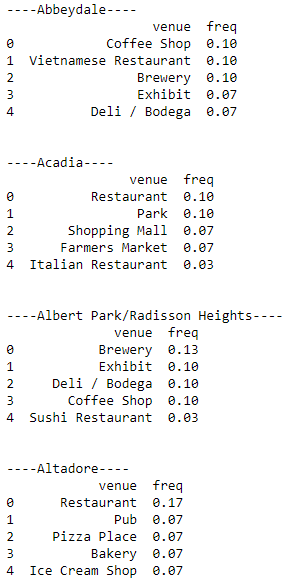 ----Abbeydale----
                   venue  freq
0            Coffee Shop  0.10
1  Vietnamese Restaurant  0.10
2                Brewery  0.10
3                Exhibit  0.07
4          Deli / Bodega  0.07
----Acadia----
                venue  freq
0          Restaurant  0.10
1                Park  0.10
2       Shopping Mall  0.07
3      Farmers Market  0.07
4  Italian Restaurant  0.03
----Albert Park/Radisson Heights----
              venue  freq
0           Brewery  0.13
1           Exhibit  0.10
2     Deli / Bodega  0.10
3       Coffee Shop  0.10
4  Sushi Restaurant  0.03
----Altadore----
            venue  freq
0      Restaurant  0.17
1             Pub  0.07
2     Pizza Place  0.07
3          Bakery  0.07
4  Ice Cream Shop  0.07